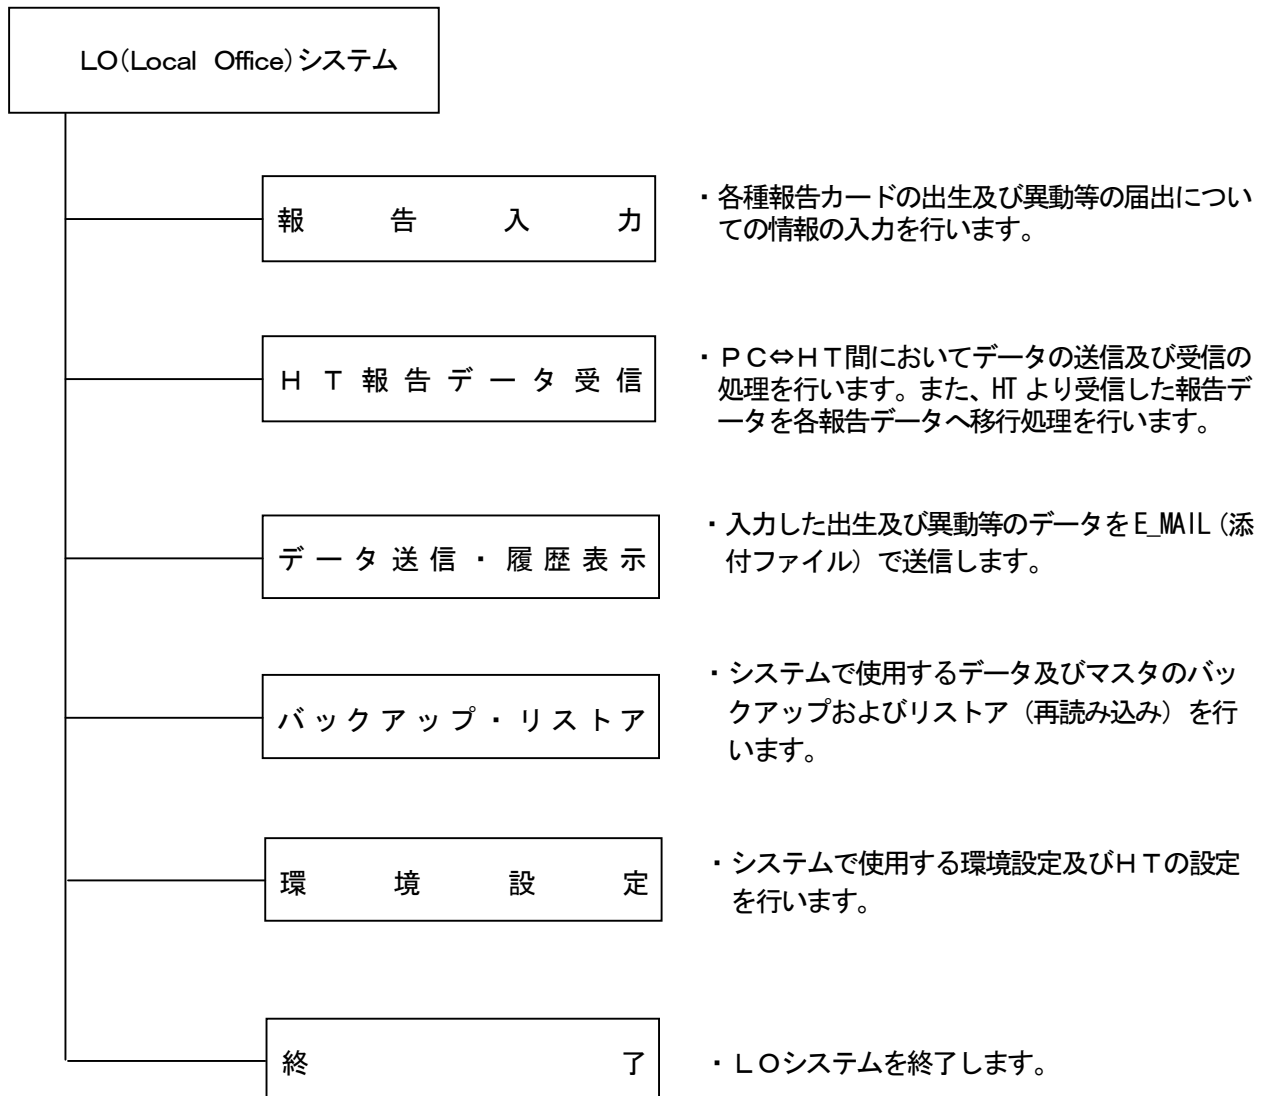 LO(Local Office)システム
報告入力
・各種報告カードの出生及び異動等の届出につい
ての情報の入力を行います。
HT報告データ受信
・PC⇔HT間においてデータの送信及び受信の
処理を行います。また、HTより受信した報告デ
ータを各報告データへ移行処理を行います。
データ送信・履歴表示
・入力した出生及び異動等のデータをE_MAIL(添
付ファイル)で送信します。
バックアップ・リストア
・システムで使用するデータ及びマスタのバッ
クアップおよびリストア(再読み込み)を行
います。
環境設定
・システムで使用する環境設定及びHTの設定
を行います。
終了
・LOシステムを終了します。